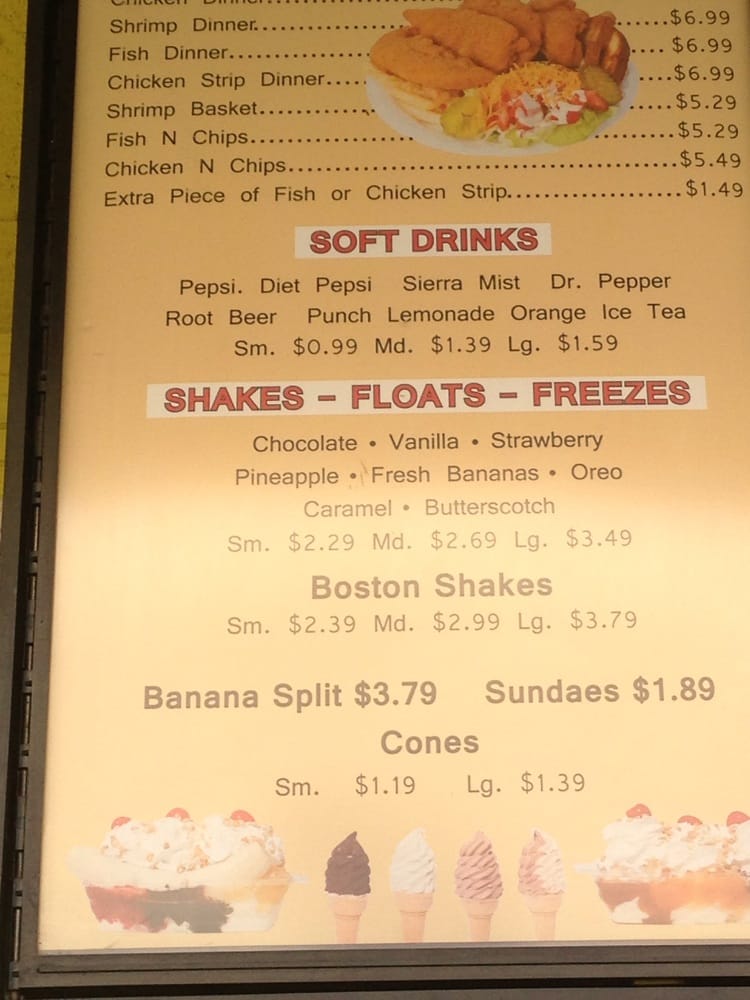 Chicken Dinner
Shrimp Dinner......................$6.99
Fish Dinner.................... $6.99
Chicken Strip Dinner.........$6.99
Shrimp Basket.................$5.29
Fish N Chips..........................$5.29
Chicken N Chips..........................................$5.49
Extra Piece of Fish or Chicken Strip...................$1.49
SOFT DRINKS
Pepsi. Diet Pepsi Sierra Mist Dr. Pepper
Root Beer Punch Lemonade Orange Ice Tea
Sm. $0.99 Md. $1.39 Lg. $1.59
SHAKES - FLOATS - FREEZES
Chocolate • Vanilla • Strawberry
Pineapple • Fresh Bananas • Oreo
Caramel • Butterscotch
Sm. $2.29 Md. $2.69 Lg. $3.49
Boston Shakes
Sm. $2.39 Md. $2.99 Lg. $3.79
Banana Split $3.79 Sundaes $1.89
Cones
Sm. $1.19 Lg. $1.39